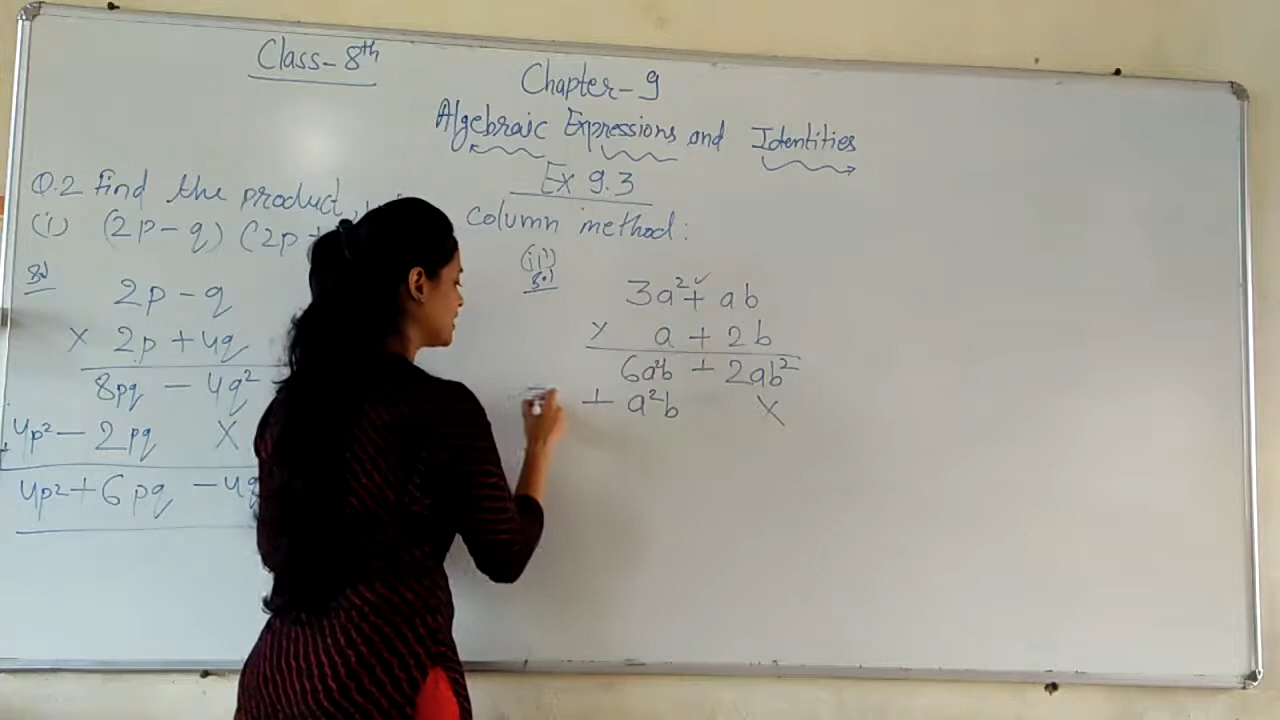 Class-8th
Chapter-9
Algebraic Expressions and Identities
Ex 9.3
Q.2 Find the product, column method:
(i) (2p-q) (2p
(ii)
Sol
2p-q
x 2p+4q
8pq - 4q²
4p² - 2pq x
4p²+6pq -4q
Sol
3a²+ ab
x a + 2b
6a²b + 2ab²
+ a²b x